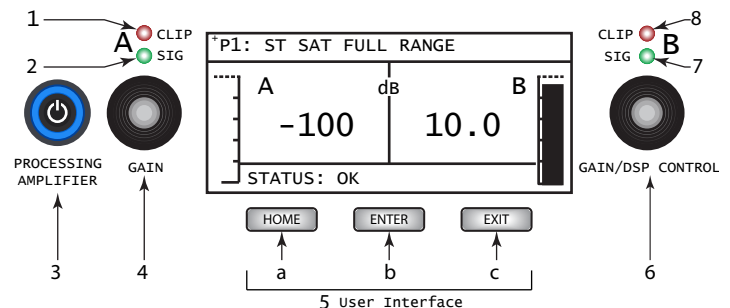 1
CLIP
A
2
SIG
PROCESSING
AMPLIFIER
GAIN
3
4
+P1: ST SAT FULL RANGE
A
dB
B
-100
10.0
STATUS: OK
HOME
ENTER
EXIT
a
b
c
5 User Interface
CLIP
8
B
SIG
7
GAIN/DSP CONTROL
6